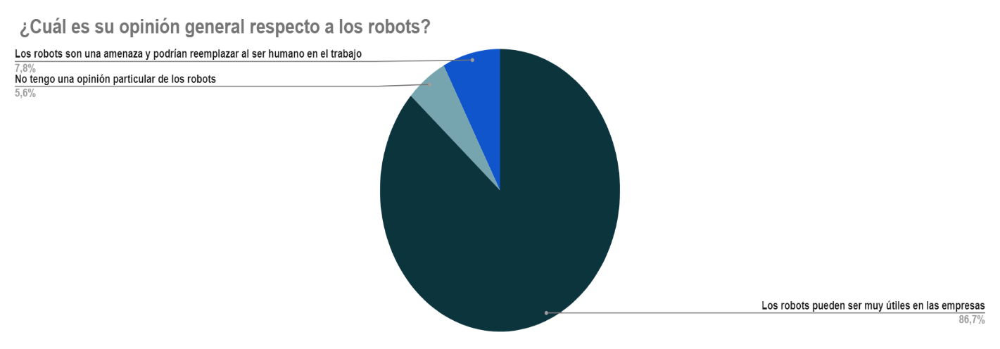 ¿Cuál es su opinión general respecto a los robots?
Los robots son una amenaza y podrían reemplazar al ser humano en el trabajo
7,8%
No tengo una opinión particular de los robots
5,6%
Los robots pueden ser muy útiles en las empresas
86,7%